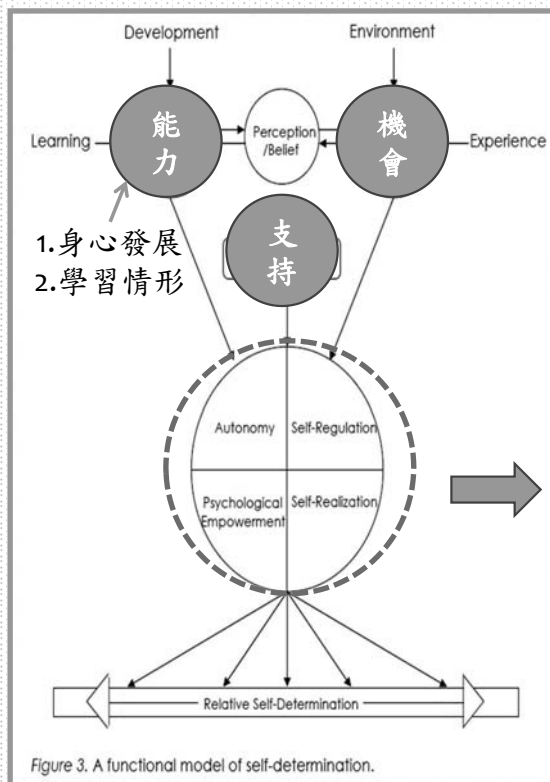 Development
Environment
Learning
能力
Perception
/Belief
機會
Experience
1.身心發展
2.學習情形
支持
Autonomy
Self-Regulation
Psychological
Empowerment
Self-Realization
Relative Self-Determination
Figure 3. A functional model of self-determination.